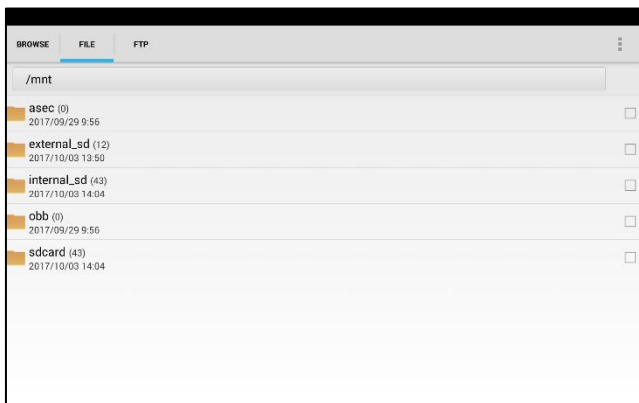 BROWSE FILE FTP
/mnt
asec (0)
2017/09/29 9:56
external_sd (12)
2017/10/03 13:50
internal_sd (43)
2017/10/03 14:04
obb (0)
2017/09/29 9:56
sdcard (43)
2017/10/03 14:04